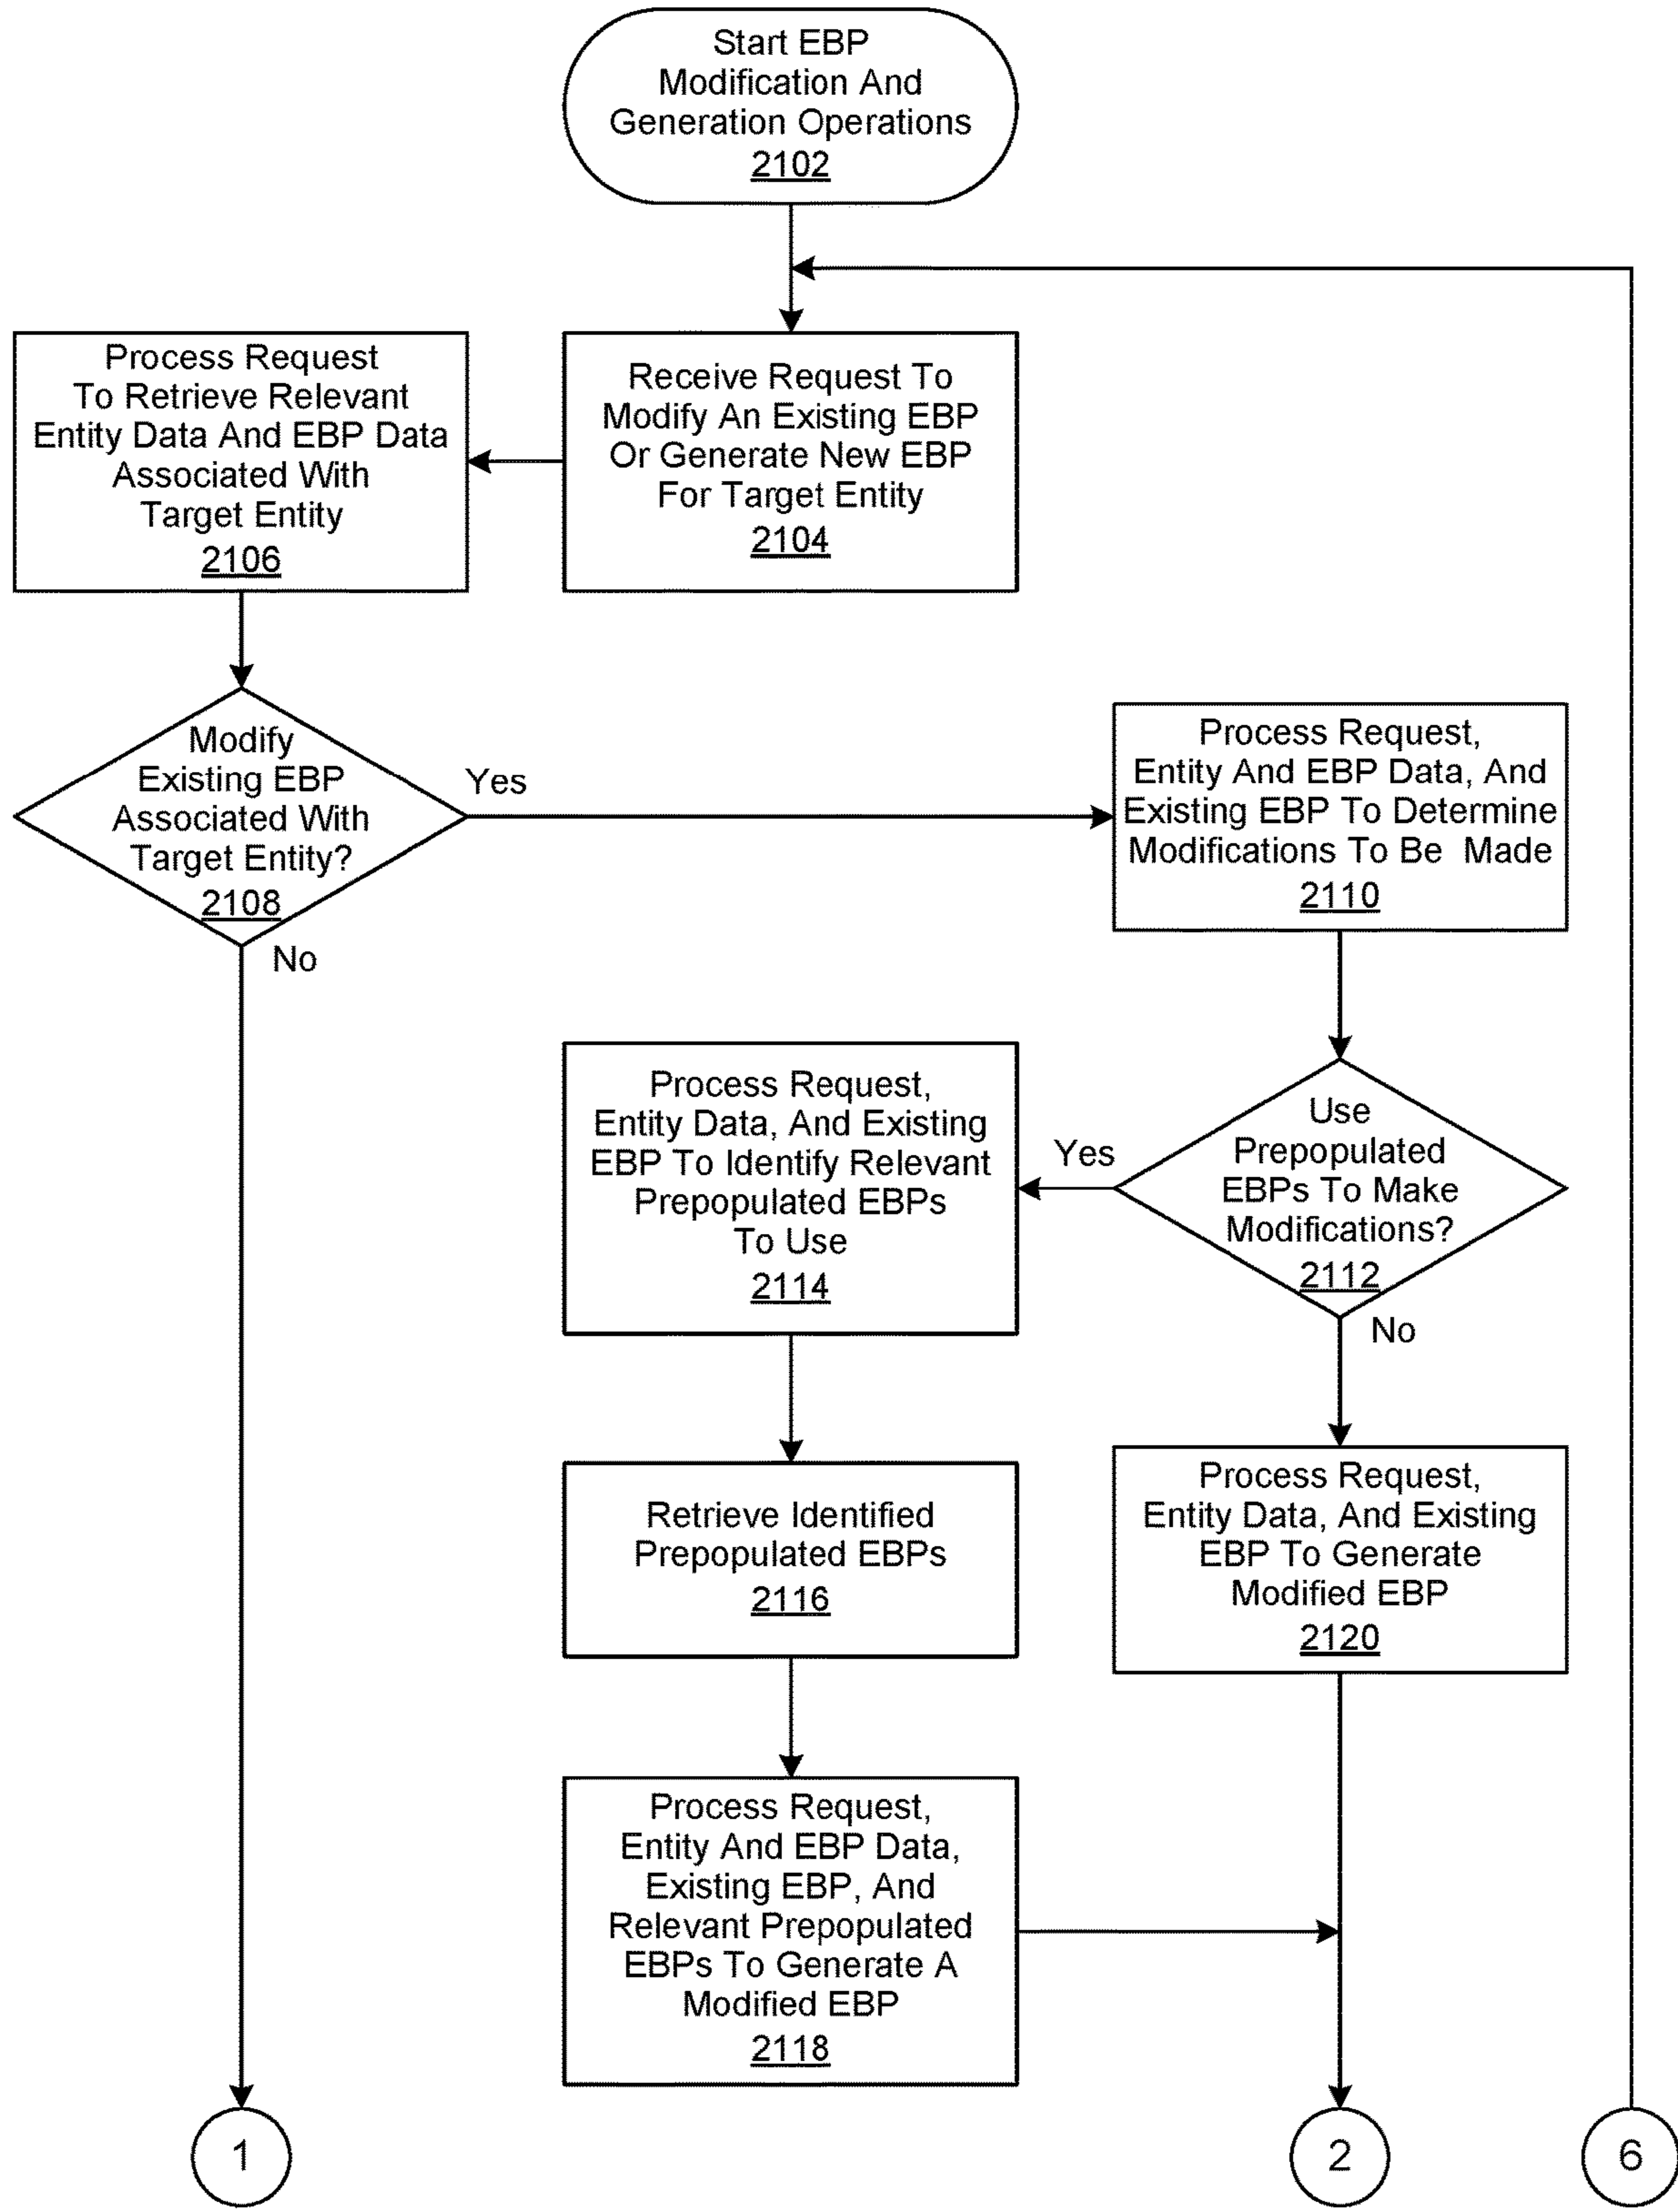 Start EBP
Modification And
Generation Operations
2102
Process Request
To Retrieve Relevant
Entity Data And EBP Data
Associated With
Target Entity
2106
Receive Request To
Modify An Existing EBP
Or Generate New EBP
For Target Entity
2104
Modify
Existing EBP
Associated With
Target Entity?
2108
Yes
No
Process Request,
Entity And EBP Data, And
Existing EBP To Determine
Modifications To Be Made
2110
Process Request,
Entity Data, And Existing
EBP To Identify Relevant
Prepopulated EBPs
To Use
2114
Yes
Use
Prepopulated
EBPs To Make
Modifications?
2112
No
Retrieve Identified
Prepopulated EBPs
2116
Process Request,
Entity Data, And Existing
EBP To Generate
Modified EBP
2120
Process Request,
Entity And EBP Data,
Existing EBP, And
Relevant Prepopulated
EBPs To Generate A
Modified EBP
2118
1
2
6